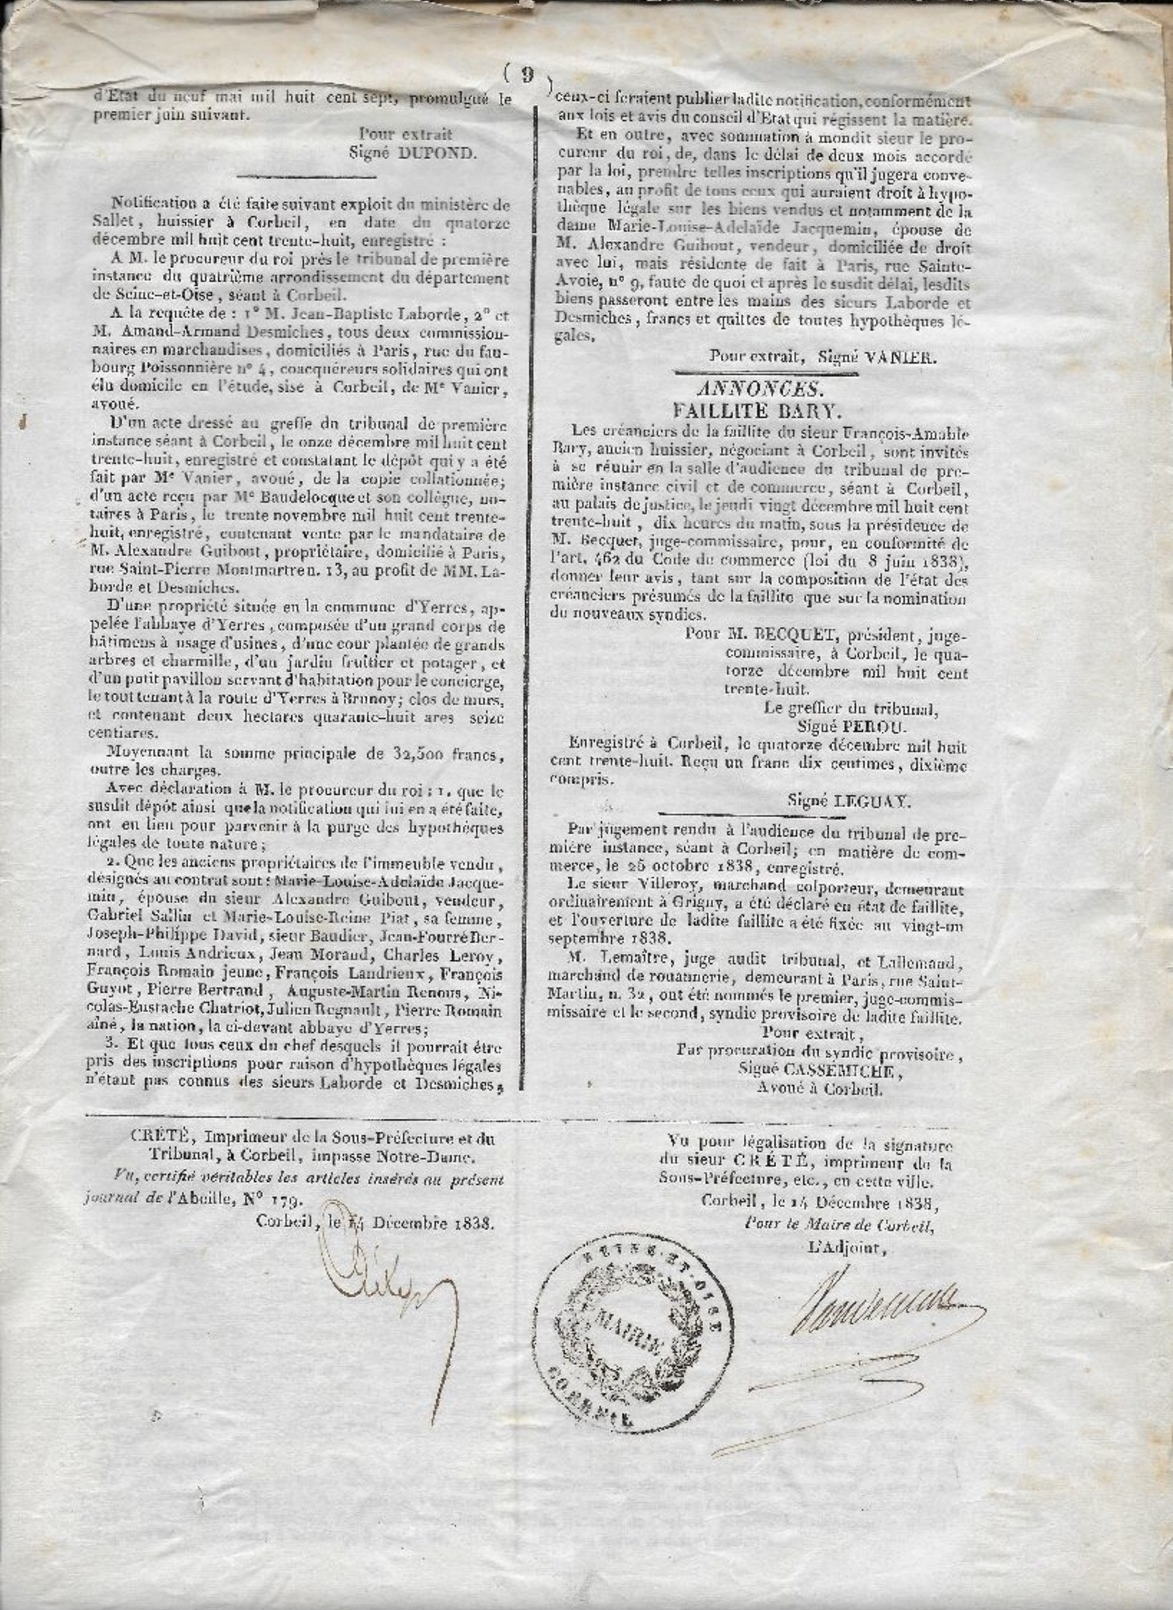 ( 9 )
d'Etat du neuf mai mil huit cent sept, promulgué le
premier juin suivant.
Pour extrait
Signé DUPOND.
Notification a été faite suivant exploit du ministère de
Sallet, huissier à Corbeil, en date du quatorze
décembre mil huit cent trente-huit, enregistré :
A M. le procureur du roi près le tribunal de première
instance du quatrième arrondissement du département
de Seine-et-Oise, séant à Corbeil.
A la requête de : 1° M. Jean-Baptiste Laborde, 2° et
M. Amand-Armand Desmiches, tous deux commission-
naires en marchandises, domiciliés à Paris, rue du fau-
bourg Poissonnière n° 4, coacquéreurs solidaires qui ont
élu domicile en l'étude, sise à Corbeil, de Me Vanier,
avoué.
D'un acte dressé au greffe du tribunal de première
instance séant à Corbeil, le onze décembre mil huit cent
trente-huit, enregistré et constatant le dépôt qui y a été
fait par Me Vanier, avoué, de la copie collationnée;
d'un acte reçu par Me Baudelocque et son collègue, no-
taires à Paris, le trente novembre mil huit cent trente-
huit, enregistré, contenant vente par le mandataire de
M. Alexandre Guibout, propriétaire, domicilié à Paris,
rue Saint-Pierre Montmartre n. 13, au profit de MM. La-
borde et Desmiches.
D'une propriété située en la commune d'Yerres, ap-
pelée l'abbaye d'Yerres, composée d'un grand corps de
bâtimens à usage d'usines, d'une cour plantée de grands
arbres et charmille, d'un jardin fruitier et potager, et
d'un petit pavillon servant d'habitation pour le concierge,
le tout tenant à la route d'Yerres à Brunoy; clos de murs,
et contenant deux hectares quarante-huit ares seize
centiares.
Moyennant la somme principale de 32,500 francs,
outre les charges.
Avec déclaration à M. le procureur du roi : 1. que le
susdit dépôt ainsi que la notification qui lui en a été faite,
ont eu lieu pour parvenir à la purge des hypothèques
légales de toute nature;
2. Que les anciens propriétaires de l'immeuble vendu,
désignés au contrat sont : Marie-Louise-Adelaïde Jacque-
min, épouse du sieur Alexandre Guibout, vendeur,
Gabriel Sallin et Marie-Louise-Reine Piat, sa femme,
Joseph-Philippe David, sieur Baudier, Jean-Fourré Ber-
nard, Louis Andrieux, Jean Moraud, Charles Leroy,
François Romain jeune, François Landrieux, François
Guyot, Pierre Bertrand, Auguste-Martin Renous, Ni-
colas-Eustache Chatriot, Julien Regnault, Pierre Romain
aîné, la nation, la ci-devant abbaye d'Yerres;
3. Et que tous ceux du chef desquels il pourrait être
pris des inscriptions pour raison d'hypothèques légales
n'étant pas connus des sieurs Laborde et Desmiches,
ceux-ci feraient publier ladite notification, conformément
aux lois et avis du conseil d'Etat qui régissent la matière.
Et en outre, avec sommation à mondit sieur le pro-
cureur du roi, de, dans le délai de deux mois accordé
par la loi, prendre telles inscriptions qu'il jugera conve-
nables, au profit de tous ceux qui auraient droit à hypo-
thèque légale sur les biens vendus et notamment de la
dame Marie-Louise-Adelaïde Jacquemin, épouse de
M. Alexandre Guibout, vendeur, domiciliée de droit
avec lui, mais résidente de fait à Paris, rue Sainte-
Avoie, n° 9, faute de quoi et après le susdit délai, lesdits
biens passeront entre les mains des sieurs Laborde et
Desmiches, francs et quittes de toutes hypothèques lé-
gales.
Pour extrait, Signé VANIER.
ANNONCES.
FAILLITE BARY.
Les créanciers de la faillite du sieur François-Amable
Bary, ancien huissier, négociant à Corbeil, sont invités
à se réunir en la salle d'audience du tribunal de pre-
mière instance civil et de commerce, séant à Corbeil,
au palais de justice, le jeudi vingt décembre mil huit cent
trente-huit, dix heures du matin, sous la présidence de
M. Becquet, juge-commissaire, pour, en conformité de
l'art. 462 du Code du commerce (loi du 8 juin 1838),
donner leur avis, tant sur la composition de l'état des
créanciers présumés de la faillite que sur la nomination
du nouveaux syndics.
Pour M. BECQUET, président, juge-
commissaire, à Corbeil, le qua-
torze décembre mil huit cent
trente-huit.
Le greffier du tribunal,
Signé PEROU.
Enregistré à Corbeil, le quatorze décembre mil huit
cent trente-huit. Reçu un franc dix centimes, dixième
compris.
Signé LEGUAY.
Par jugement rendu à l'audience du tribunal de pre-
mière instance, séant à Corbeil; en matière de com-
merce, le 25 octobre 1838, enregistré.
Le sieur Villeroy, marchand colporteur, demeurant
ordinairement à Grigny, a été déclaré en état de faillite,
et l'ouverture de ladite faillite a été fixée au vingt-un
septembre 1838.
M. Lemaître, juge audit tribunal, et Lallemand,
marchand de rouannerie, demeurant à Paris, rue Saint-
Martin, n. 32, ont été nommés le premier, juge-commis-
missaire et le second, syndic provisoire de ladite faillite.
Pour extrait,
Par procuration du syndic provisoire,
Signé CASSEMICHE,
Avoué à Corbeil.
CRÉTÉ, Imprimeur de la Sous-Préfecture et du
Tribunal, à Corbeil, impasse Notre-Dame.
Vu, certifié véritables les articles insérés au présent
journal de l'Abeille, N° 179.
Corbeil, le 14 Décembre 1838.
Vu pour légalisation de la signature
du sieur CRÉTÉ, imprimeur de la
Sous-Préfecture, etc., en cette ville.
Corbeil, le 14 Décembre 1838,
Pour le Maire de Corbeil,
L'Adjoint,
SEINE-ET-OISE
MAIRIE
CORBEIL